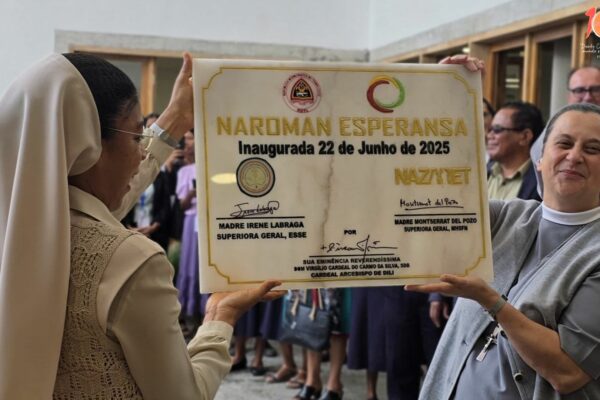 NAROMAN ESPERANSA
Inaugurada 22 de Junho de 2025
NAZARET
MADRE IRENE LABRAGA
SUPERIORA GERAL, ESSE
MADRE MONTSERRAT DEL POZO
SUPERIORA GERAL, MHSFN
POR
SUA EMINÊNCIA REVERENDÍSSIMA
DON VIRGÍLIO CARDEAL DO CARMO DA SILVA, SDB
CARDEAL ARCEBISPO DE DILI